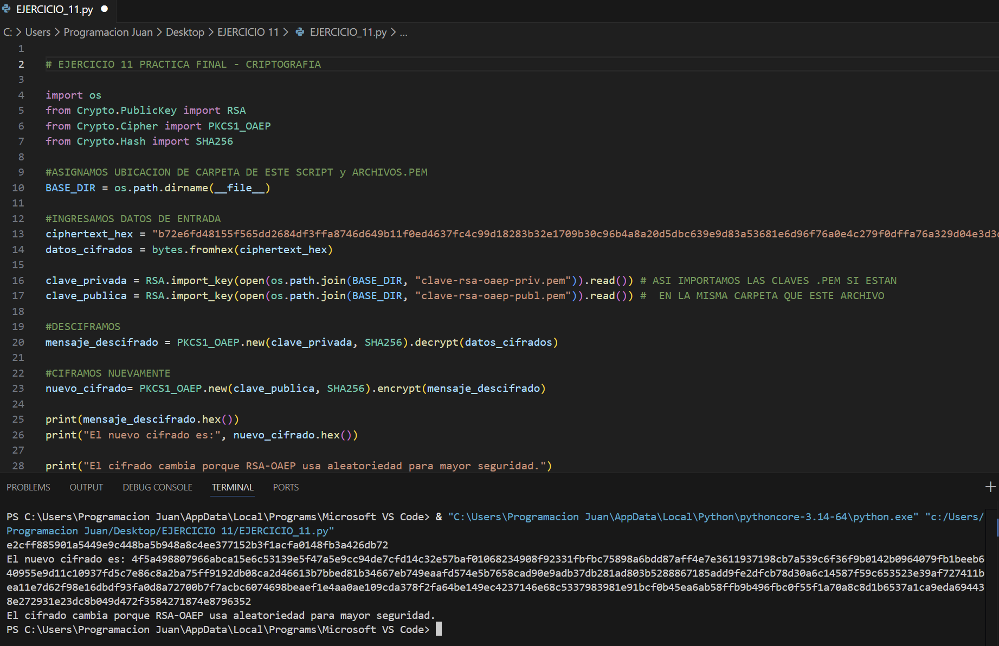 EJERCICIO_11.py
C: > Users > Programacion Juan > Desktop > EJERCICIO 11 > EJERCICIO_11.py > ...
1
2 # EJERCICIO 11 PRACTICA FINAL - CRIPTOGRAFIA
3
4 import os
5 from Crypto.PublicKey import RSA
6 from Crypto.Cipher import PKCS1_OAEP
7 from Crypto.Hash import SHA256
8
9 #ASIGNAMOS UBICACION DE CARPETA DE ESTE SCRIPT y ARCHIVOS.PEM
10 BASE_DIR = os.path.dirname(__file__)
11
12 #INGRESAMOS DATOS DE ENTRADA
13 ciphertext_hex = "b72e6fd48155f565dd2684df3ffa8746d649b11f0ed4637fc4c99d18283b32e1709b30c96b4a8a20d5dbc639e9d83a53681e6d96f76a0e4c279f0dffa76a329d04e3d3d
14 datos_cifrados = bytes.fromhex(ciphertext_hex)
15
16 clave_privada = RSA.import_key(open(os.path.join(BASE_DIR, "clave-rsa-oaep-priv.pem")).read()) # ASI IMPORTAMOS LAS CLAVES .PEM SI ESTAN
17 clave_publica = RSA.import_key(open(os.path.join(BASE_DIR, "clave-rsa-oaep-publ.pem")).read()) #  EN LA MISMA CARPETA QUE ESTE ARCHIVO
18
19 #DESCIFRAMOS
20 mensaje_descifrado = PKCS1_OAEP.new(clave_privada, SHA256).decrypt(datos_cifrados)
21
22 #CIFRAMOS NUEVAMENTE
23 nuevo_cifrado= PKCS1_OAEP.new(clave_publica, SHA256).encrypt(mensaje_descifrado)
24
25 print(mensaje_descifrado.hex())
26 print("El nuevo cifrado es:", nuevo_cifrado.hex())
27
28 print("El cifrado cambia porque RSA-OAEP usa aleatoriedad para mayor seguridad.")
PROBLEMS OUTPUT DEBUG CONSOLE TERMINAL PORTS
PS C:\Users\Programacion Juan\AppData\Local\Programs\Microsoft VS Code> & "C:\Users\Programacion Juan\AppData\Local\Python\pythoncore-3.14-64\python.exe" "c:/Users/
Programacion Juan/Desktop/EJERCICIO 11/EJERCICIO_11.py"
e2cff885901a5449e9c448ba5b948a8c4ee377152b3f1acfa0148fb3a426db72
El nuevo cifrado es: 4f5a498807966abca15e6c53139e5f47a5e9cc94de7cfd14c32e57baf01068234908f92331fbfbc75898a6bdd87aff4e7e3611937198cb7a539c6f36f9b0142b0964079fb1beeb6
40955e9d11c10937fd5c7e86c8a2ba75ff9192db08ca2d46613b7bbed81b34667eb749eaafd574e5b7658cad90e9adb37db281ad803b5288867185add9fe2dfcb78d30a6c14587f59c653523e39af727411b
ea11e7d62f98e16dbdf93fa0d8a72700b7f7acbc6074698beaef1e4aa0ae109cda378f2fa64be149ec4237146e68c5337983981e91bcf0b45ea6ab58ffb9b496fbc0f55f1a70a8c8d1b6537a1ca9eda69443
8e272931e23dc8b049d472f3584271874e8796352
El cifrado cambia porque RSA-OAEP usa aleatoriedad para mayor seguridad.
PS C:\Users\Programacion Juan\AppData\Local\Programs\Microsoft VS Code>